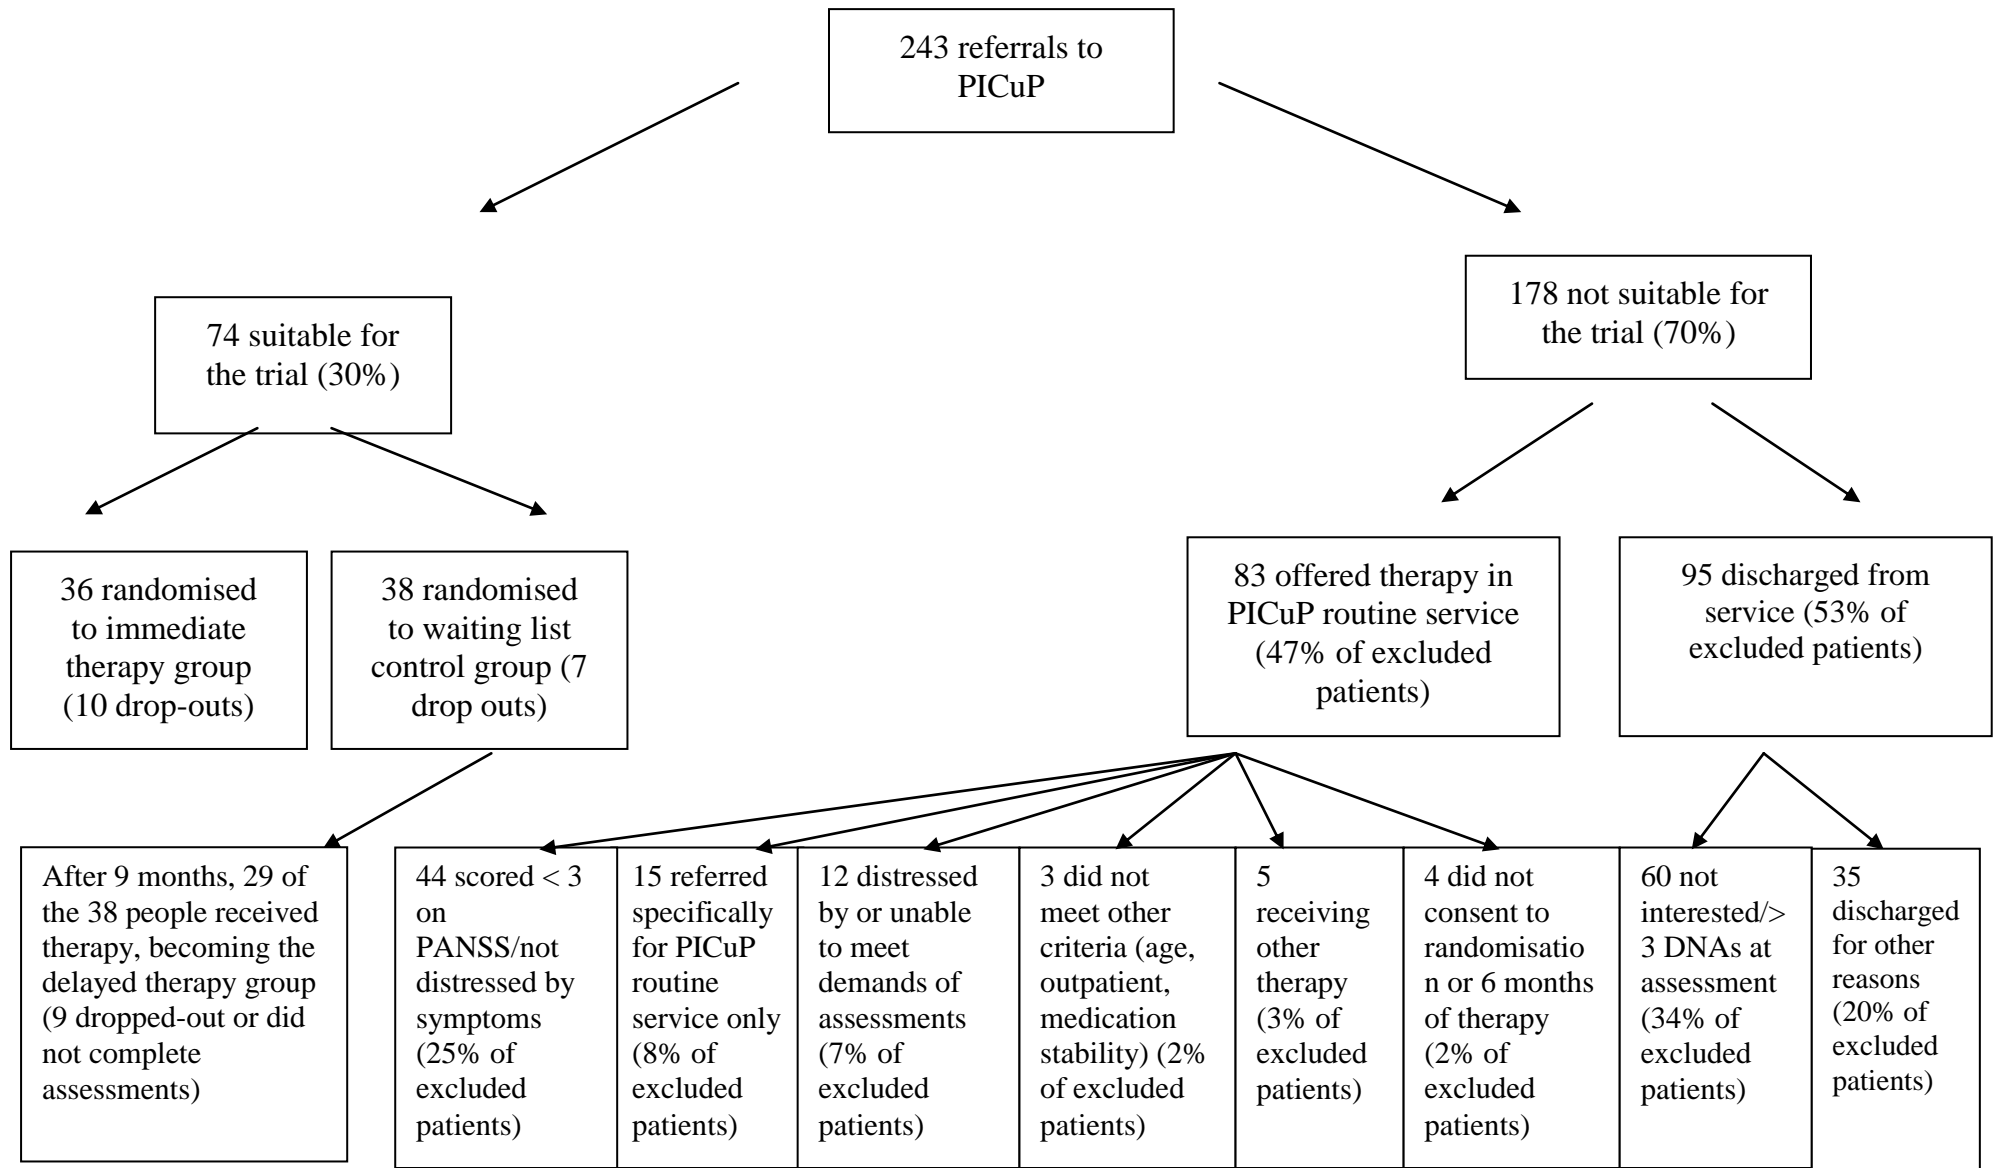 243 referrals to
PICuP
74 suitable for
the trial (30%)
178 not suitable for
the trial (70%)
36 randomised
to immediate
therapy group
(10 drop-outs)
38 randomised
to waiting list
control group (7
drop outs)
83 offered therapy in
PICuP routine service
(47% of excluded
patients)
95 discharged from
service (53% of
excluded patients)
After 9 months, 29 of
the 38 people received
therapy, becoming the
delayed therapy group
(9 dropped-out or did
not complete
assessments)
44 scored < 3
on
PANSS/not
distressed by
symptoms
(25% of
excluded
patients)
15 referred
specifically
for PICuP
routine
service only
(8% of
excluded
patients)
12 distressed
by or unable
to meet
demands of
assessments
(7% of
excluded
patients)
3 did not
meet other
criteria (age,
outpatient,
medication
stability) (2%
of excluded
patients)
5
receiving
other
therapy
(3% of
excluded
patients)
4 did not
consent to
randomisatio
n or 6 months
of therapy
(2% of
excluded
patients)
60 not
interested/>
3 DNAs at
assessment
(34% of
excluded
patients)
35
discharged
for other
reasons
(20% of
excluded
patients)